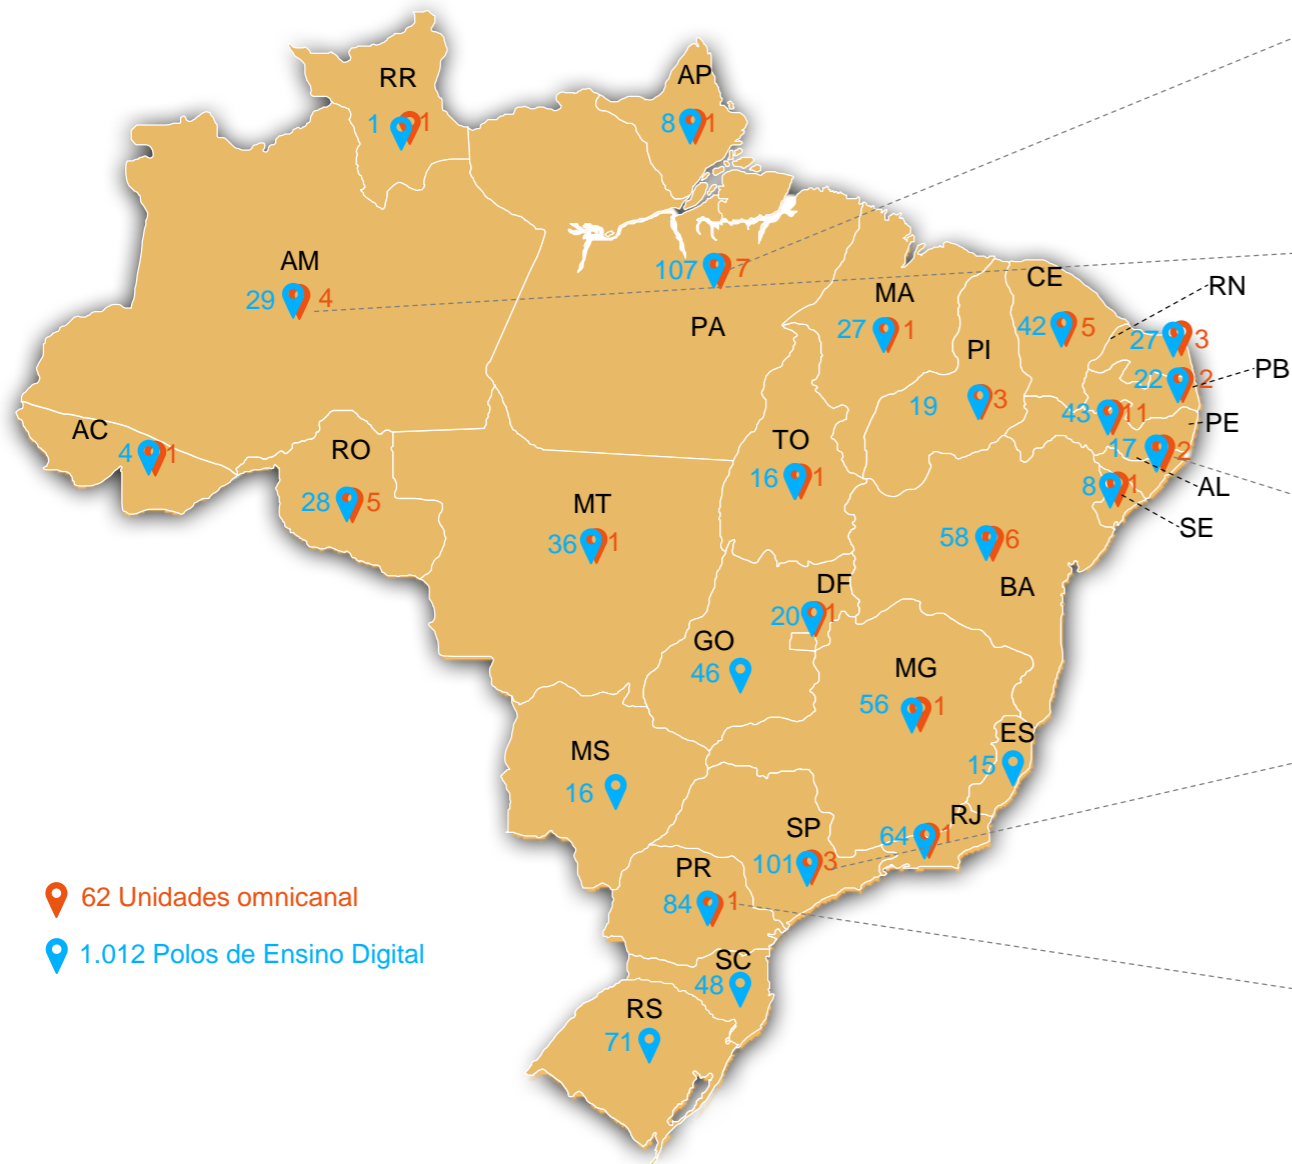 RR
1 1
AP
8 1
AM
29 4
107 7
PA
MA
27 1
CE
42 5
RN
27 3
PI
19 3
22 2
PB
43 11
PE
17 2
AL
8 1
SE
AC
4 1
RO
28 5
TO
16 1
MT
36 1
58 6
BA
DF
20 1
GO
46
MG
56 1
ES
15
MS
16
RJ
64 1
SP
101 3
PR
84 1
SC
48
RS
71
62 Unidades omnicanal
1.012 Polos de Ensino Digital